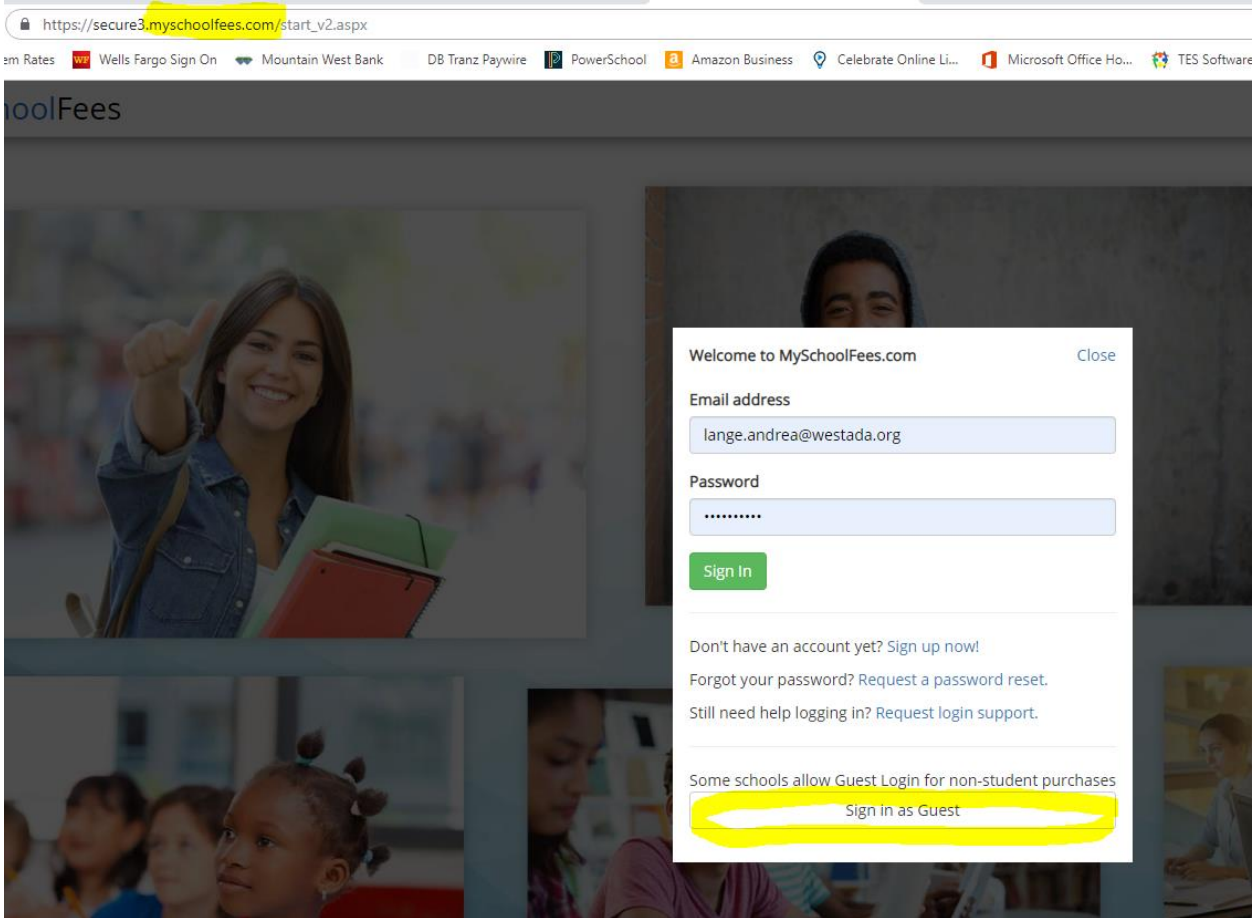 https://secure3.myschoolfees.com/start_v2.aspx
em Rates Wells Fargo Sign On Mountain West Bank DB Tranz Paywire PowerSchool Amazon Business Celebrate Online Li... Microsoft Office Ho... TES Software
hoolFees
Welcome to MySchoolFees.com Close
Email address
lange.andrea@westada.org
Password
••••••••••
Sign In
Don't have an account yet? Sign up now!
Forgot your password? Request a password reset.
Still need help logging in? Request login support.
Some schools allow Guest Login for non-student purchases
Sign in as Guest